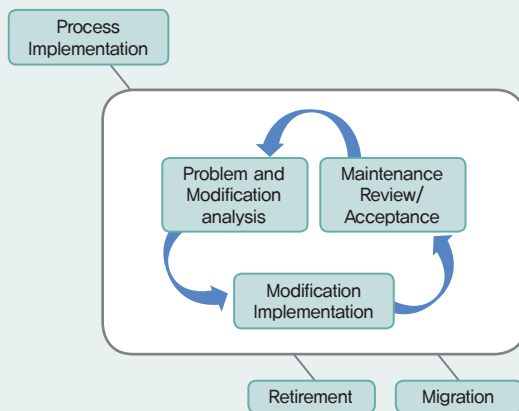 Process
Implementation
Problem and
Modification
analysis
Maintenance
Review/
Acceptance
Modification
Implementation
Retirement
Migration